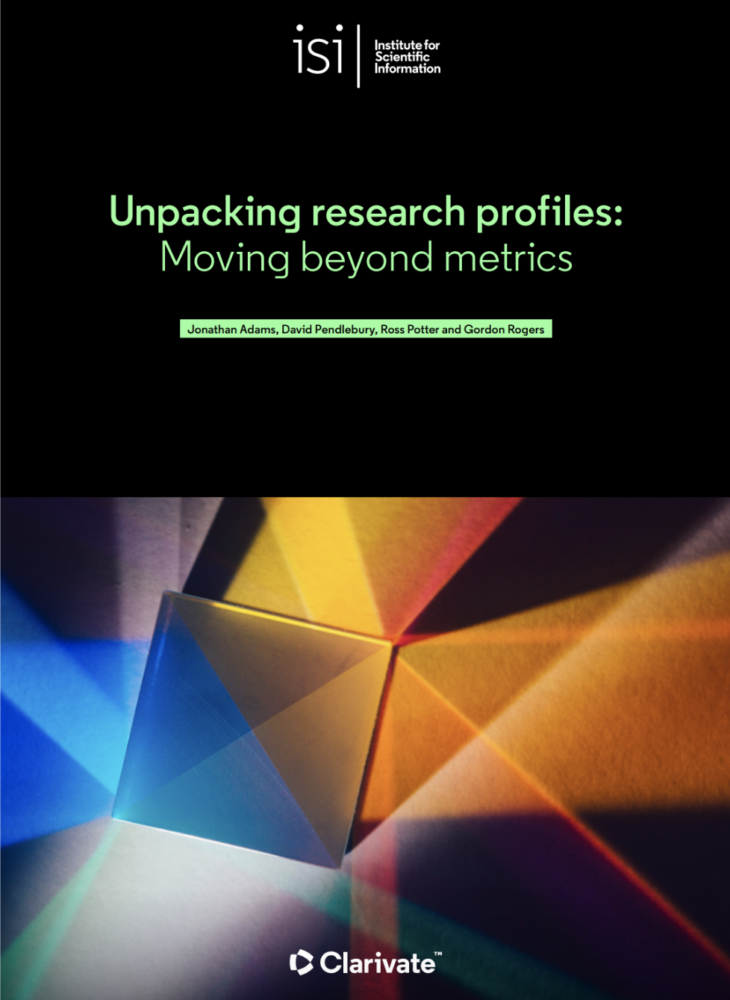 isi
Institute for
Scientific
Information
Unpacking research profiles:
Moving beyond metrics
Jonathan Adams, David Pendlebury, Ross Potter and Gordon Rogers
Clarivate™